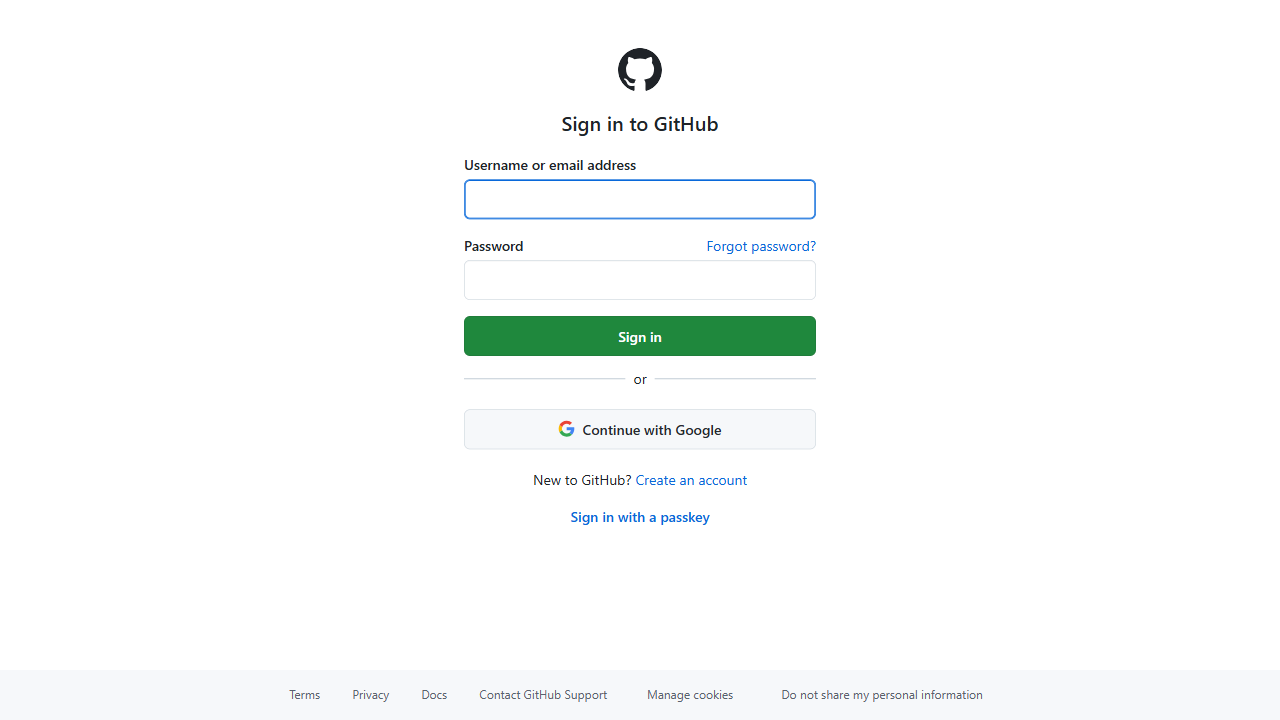 Sign in to GitHub
Username or email address
Password
Forgot password?
Sign in
or
Continue with Google
New to GitHub? Create an account
Sign in with a passkey
Terms Privacy Docs Contact GitHub Support Manage cookies Do not share my personal information